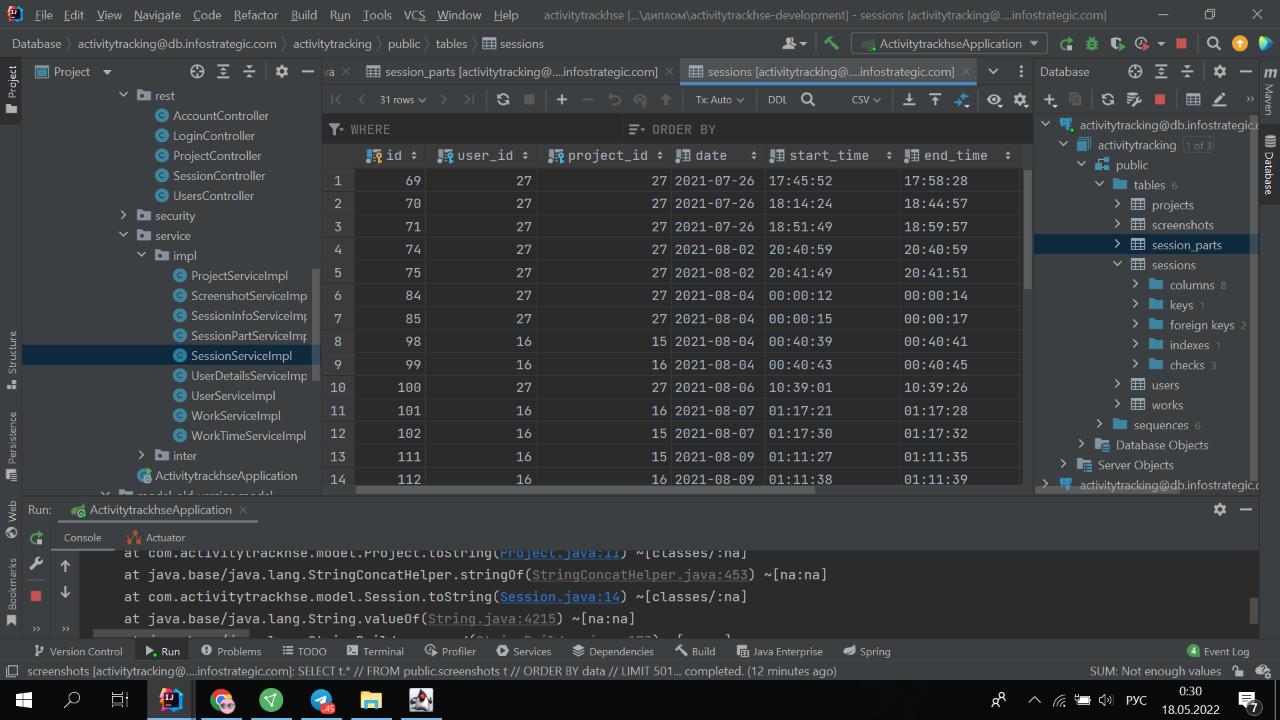 File Edit View Navigate Code Refactor Build Run Tools VCS Window Help activitytrackhse [...\диплом\activitytrackhse-development] - sessions [activitytracking@....infostrategic.com]
Database activitytracking@db.infostrategic.com activitytracking public tables sessions ActivitytrackhseApplication
Project session_parts [activitytracking@....infostrategic.com] sessions [activitytracking@....infostrategic.com] Database
31 rows Tx: Auto DDL CSV
WHERE ORDER BY
id user_id project_id date start_time end_time
1 69 27 27 2021-07-26 17:45:52 17:58:28
2 70 27 27 2021-07-26 18:14:24 18:44:57
3 71 27 27 2021-07-26 18:51:49 18:59:57
4 74 27 27 2021-08-02 20:40:59 20:40:59
5 75 27 27 2021-08-02 20:41:49 20:41:51
6 84 27 27 2021-08-04 00:00:12 00:00:14
7 85 27 27 2021-08-04 00:00:15 00:00:17
8 98 16 15 2021-08-04 00:40:39 00:40:41
9 99 16 16 2021-08-04 00:40:43 00:40:45
10 100 27 27 2021-08-06 10:39:01 10:39:26
11 101 16 16 2021-08-07 01:17:21 01:17:28
12 102 16 15 2021-08-07 01:17:30 01:17:32
13 111 16 15 2021-08-09 01:11:27 01:11:35
14 112 16 16 2021-08-09 01:11:38 01:11:39
Project
Structure
Persistence
Web
Bookmarks
rest
AccountController
LoginController
ProjectController
SessionController
UsersController
security
service
impl
ProjectServiceImpl
ScreenshotServiceImp
SessionInfoServiceImp
SessionPartServiceImp
SessionServiceImpl
UserDetailsServiceImp
UserServiceImpl
WorkServiceImpl
WorkTimeServiceImpl
inter
ActivitytrackhseApplication
activitytracking@db.infostrategic.c
activitytracking 1 of 3
public
tables 6
projects
screenshots
session_parts
sessions
columns 8
keys 1
foreign keys 2
indexes 1
checks 3
users
works
sequences 6
Database Objects
Server Objects
activitytracking@db.infostrategic.c
Maven
Database
Run: ActivitytrackhseApplication
Console Actuator
at com.activitytrackhse.model.Project.toString(Project.java:11) ~[classes/:na]
at java.base/java.lang.StringConcatHelper.stringOf(StringConcatHelper.java:453) ~[na:na]
at com.activitytrackhse.model.Session.toString(Session.java:14) ~[classes/:na]
at java.base/java.lang.String.valueOf(String.java:4215) ~[na:na]
Version Control Run Problems TODO Terminal Profiler Services Dependencies Build Java Enterprise Spring 4 Event Log
screenshots [activitytracking@....infostrategic.com]: SELECT t.* // FROM public.screenshots t // ORDER BY data // LIMIT 501... completed. (12 minutes ago) SUM: Not enough values
45 РУС 0:30
18.05.2022 7